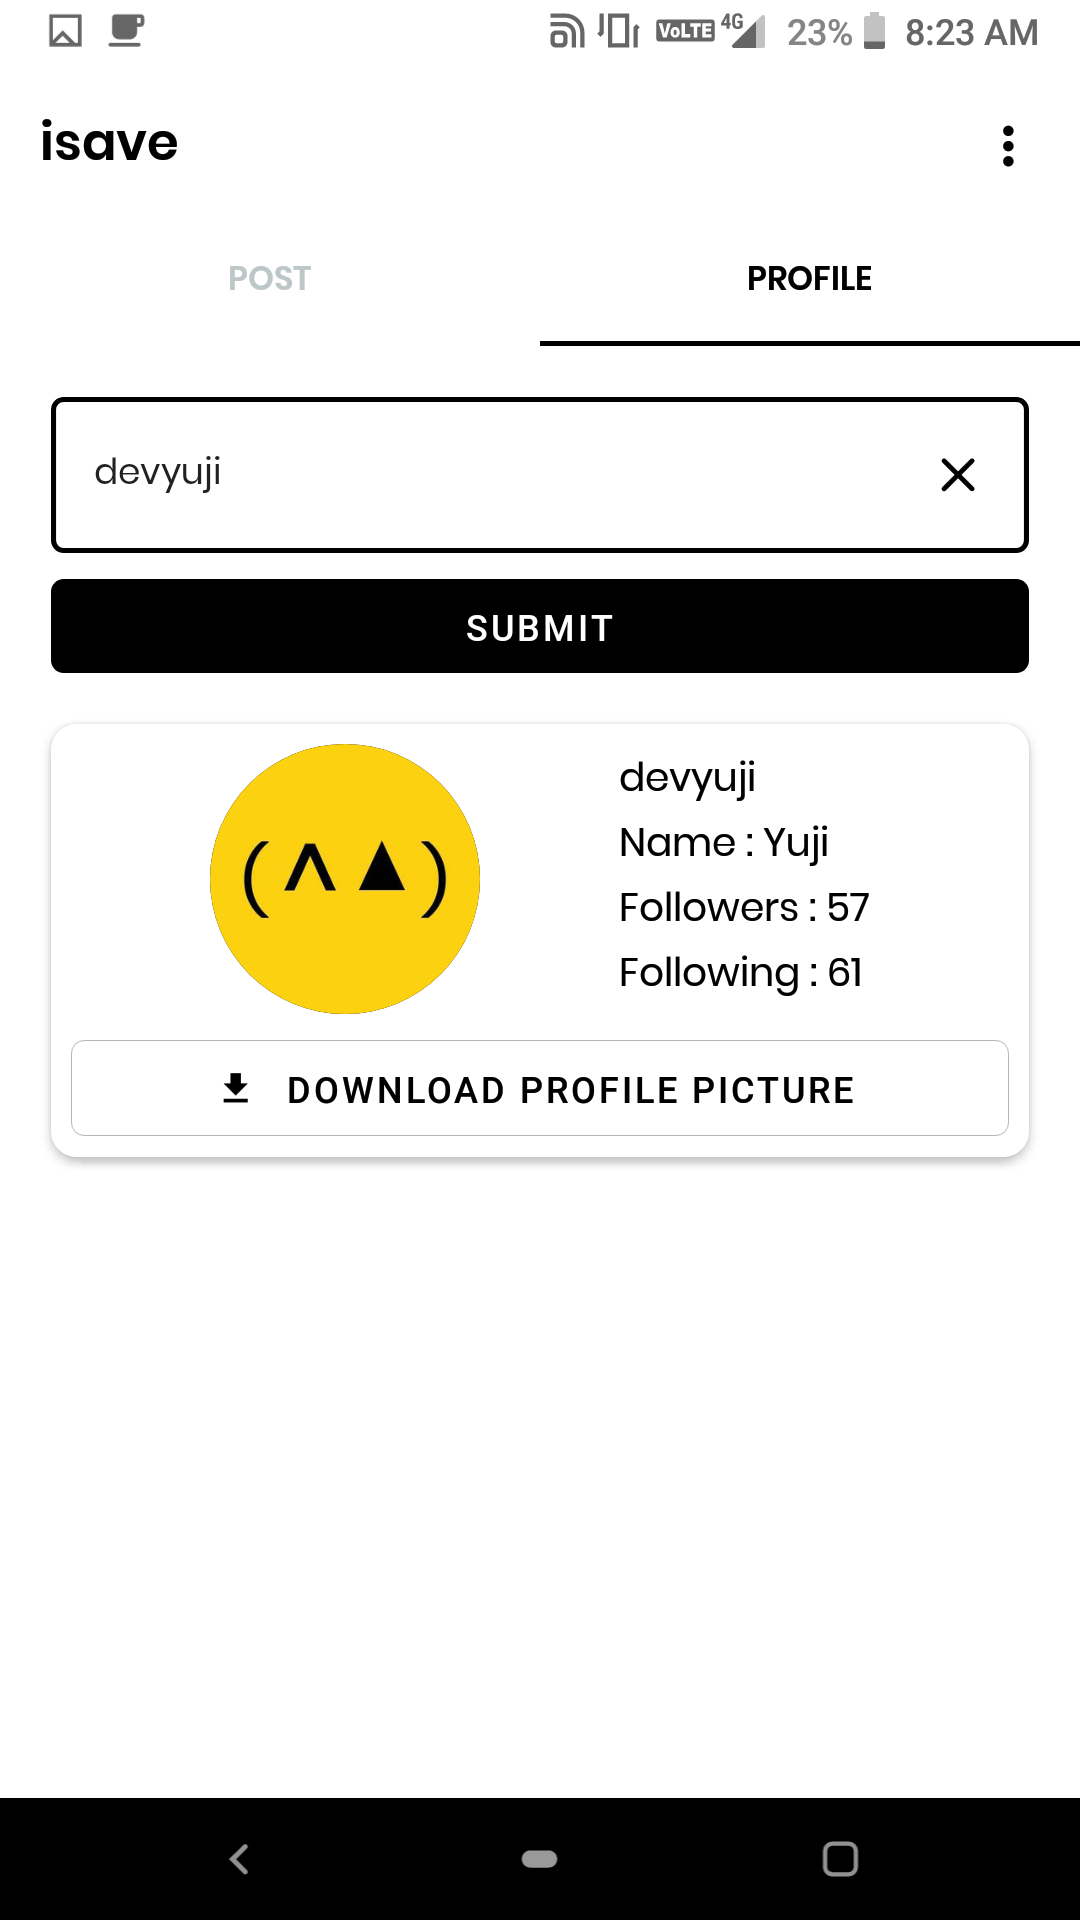 VoLTE 4G 23% 8:23 AM
isave
POST PROFILE
devyuji
SUBMIT
(^▲)
devyuji
Name : Yuji
Followers : 57
Following : 61
DOWNLOAD PROFILE PICTURE